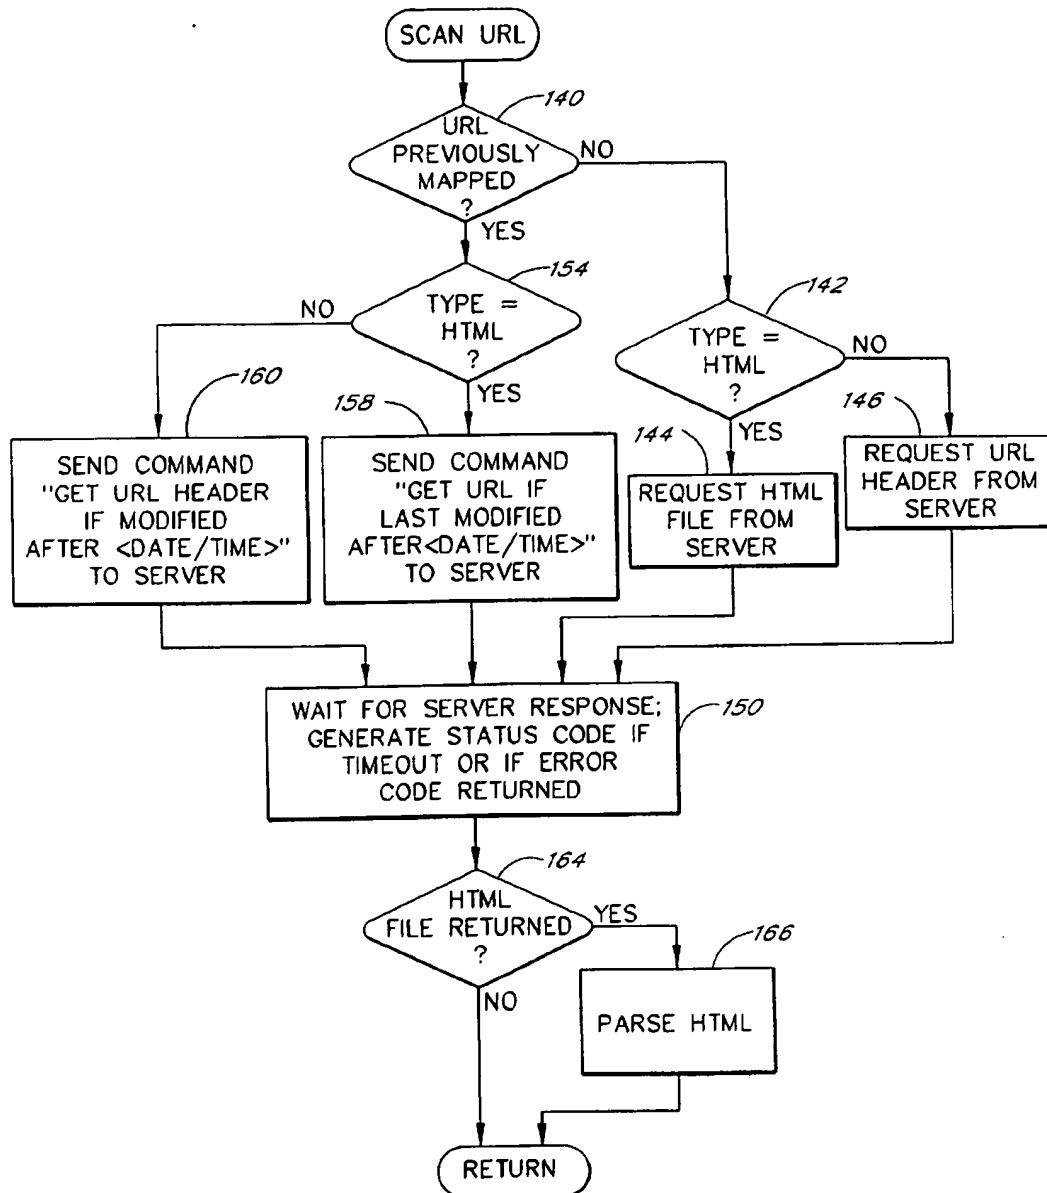 SCAN URL
140
URL
PREVIOUSLY
MAPPED
?
NO
YES
154
TYPE =
HTML
?
NO
YES
142
TYPE =
HTML
?
NO
YES
160
SEND COMMAND
"GET URL HEADER
IF MODIFIED
AFTER <DATE/TIME>"
TO SERVER
158
SEND COMMAND
"GET URL IF
LAST MODIFIED
AFTER<DATE/TIME>"
TO SERVER
144
REQUEST HTML
FILE FROM
SERVER
146
REQUEST URL
HEADER FROM
SERVER
WAIT FOR SERVER RESPONSE;
GENERATE STATUS CODE IF
TIMEOUT OR IF ERROR
CODE RETURNED
150
164
HTML
FILE RETURNED
?
YES
NO
166
PARSE HTML
RETURN